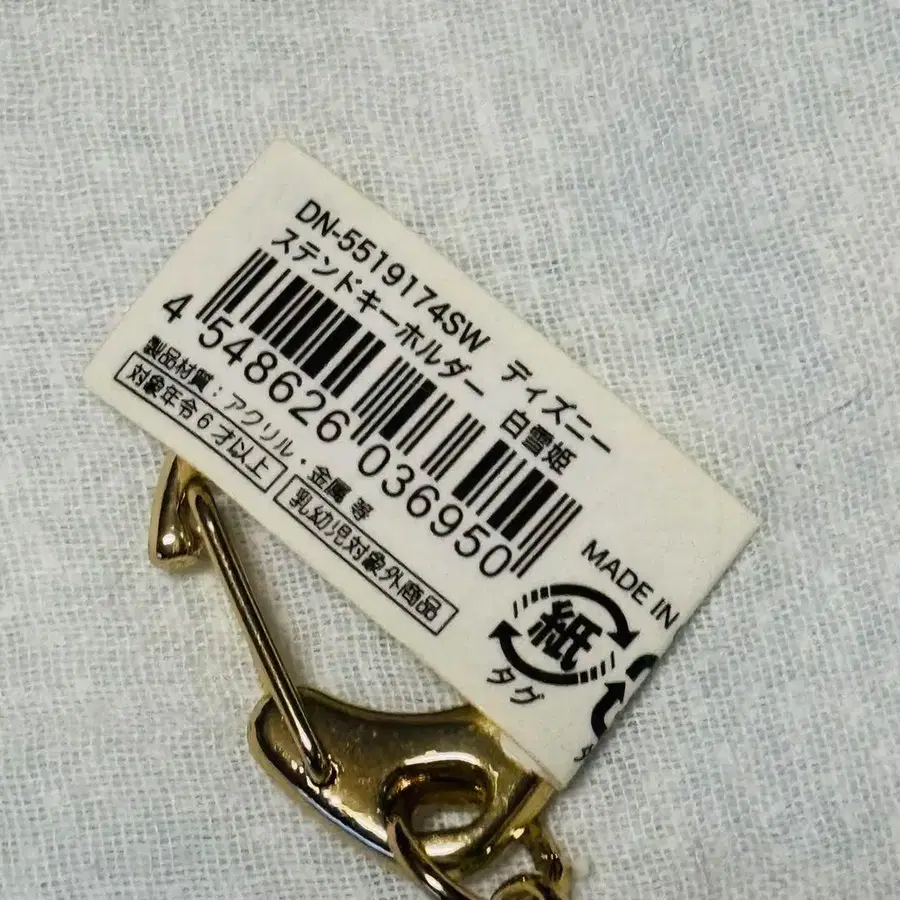 DN-5519174SW ディズニー
ステンドキーホルダー 白雪姫
4 548626 036950
製品材質:アクリル・金属 等
対象年令6才以上 乳幼児対象外商品
MADE IN
紙
タグ